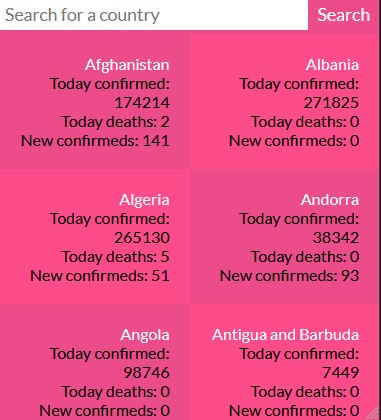 Search for a country
Search
Afghanistan
Today confirmed:
174214
Today deaths: 2
New confirmeds: 141
Albania
Today confirmed:
271825
Today deaths: 0
New confirmeds: 0
Algeria
Today confirmed:
265130
Today deaths: 5
New confirmeds: 51
Andorra
Today confirmed:
38342
Today deaths: 0
New confirmeds: 93
Angola
Today confirmed:
98746
Today deaths: 0
New confirmeds: 0
Antigua and Barbuda
Today confirmed:
7449
Today deaths: 0
New confirmeds: 0